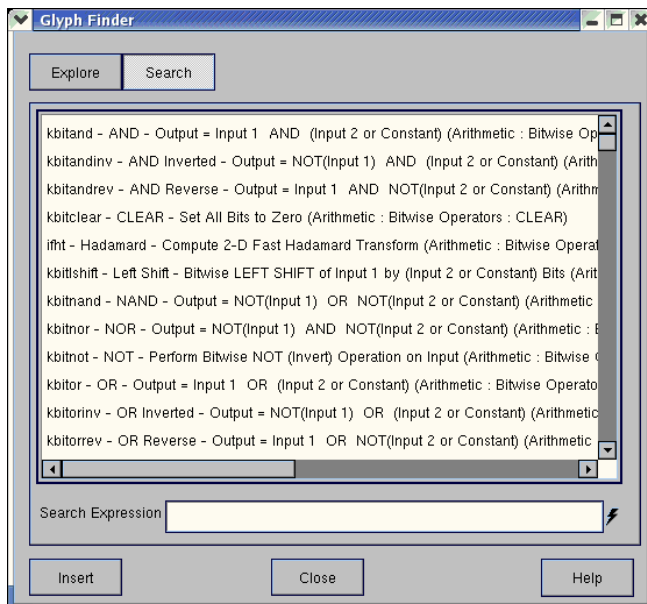 Glyph Finder
Explore Search
kbitand - AND - Output = Input 1 AND (Input 2 or Constant) (Arithmetic : Bitwise Op
kbitandinv - AND Inverted - Output = NOT(Input 1) AND (Input 2 or Constant) (Arith
kbitandrev - AND Reverse - Output = Input 1 AND NOT(Input 2 or Constant) (Arithm
kbitclear - CLEAR - Set All Bits to Zero (Arithmetic : Bitwise Operators : CLEAR)
ifht - Hadamard - Compute 2-D Fast Hadamard Transform (Arithmetic : Bitwise Operat
kbitlshift - Left Shift - Bitwise LEFT SHIFT of Input 1 by (Input 2 or Constant) Bits (Arit
kbitnand - NAND - Output = NOT(Input 1) OR NOT(Input 2 or Constant) (Arithmetic
kbitnor - NOR - Output = NOT(Input 1) AND NOT(Input 2 or Constant) (Arithmetic : B
kbitnot - NOT - Perform Bitwise NOT (Invert) Operation on Input (Arithmetic : Bitwise
kbitor - OR - Output = Input 1 OR (Input 2 or Constant) (Arithmetic : Bitwise Operato
kbitorinv - OR Inverted - Output = NOT(Input 1) OR (Input 2 or Constant) (Arithmetic
kbitorrev - OR Reverse - Output = Input 1 OR NOT(Input 2 or Constant) (Arithmetic
Search Expression
Insert Close Help